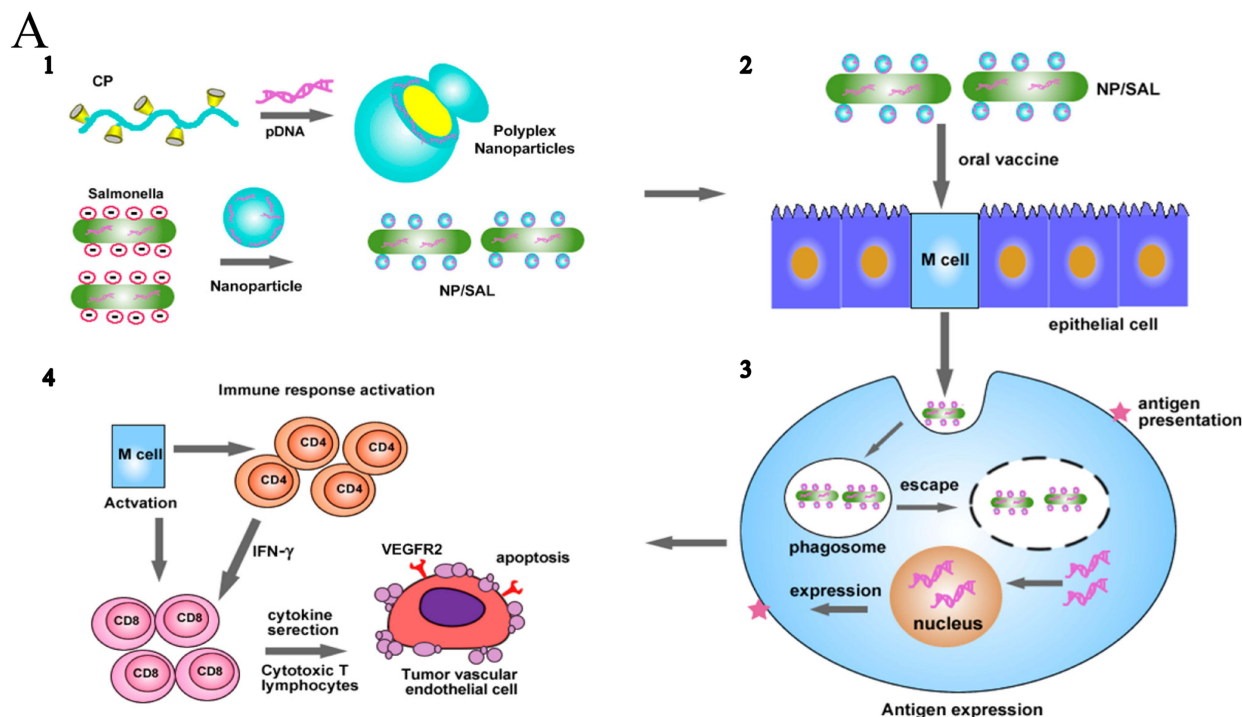 A
1
CP
pDNA
Polyplex
Nanoparticles
Salmonella
Nanoparticle
NP/SAL
2
NP/SAL
oral vaccine
M cell
epithelial cell
3
antigen
presentation
escape
phagosome
expression
nucleus
Antigen expression
4
Immune response activation
M cell
Actvation
CD4
CD4
CD4
CD4
IFN-γ
CD8
CD8
CD8
CD8
cytokine
serection
Cytotoxic T
lymphocytes
VEGFR2
apoptosis
Tumor vascular
endothelial cell